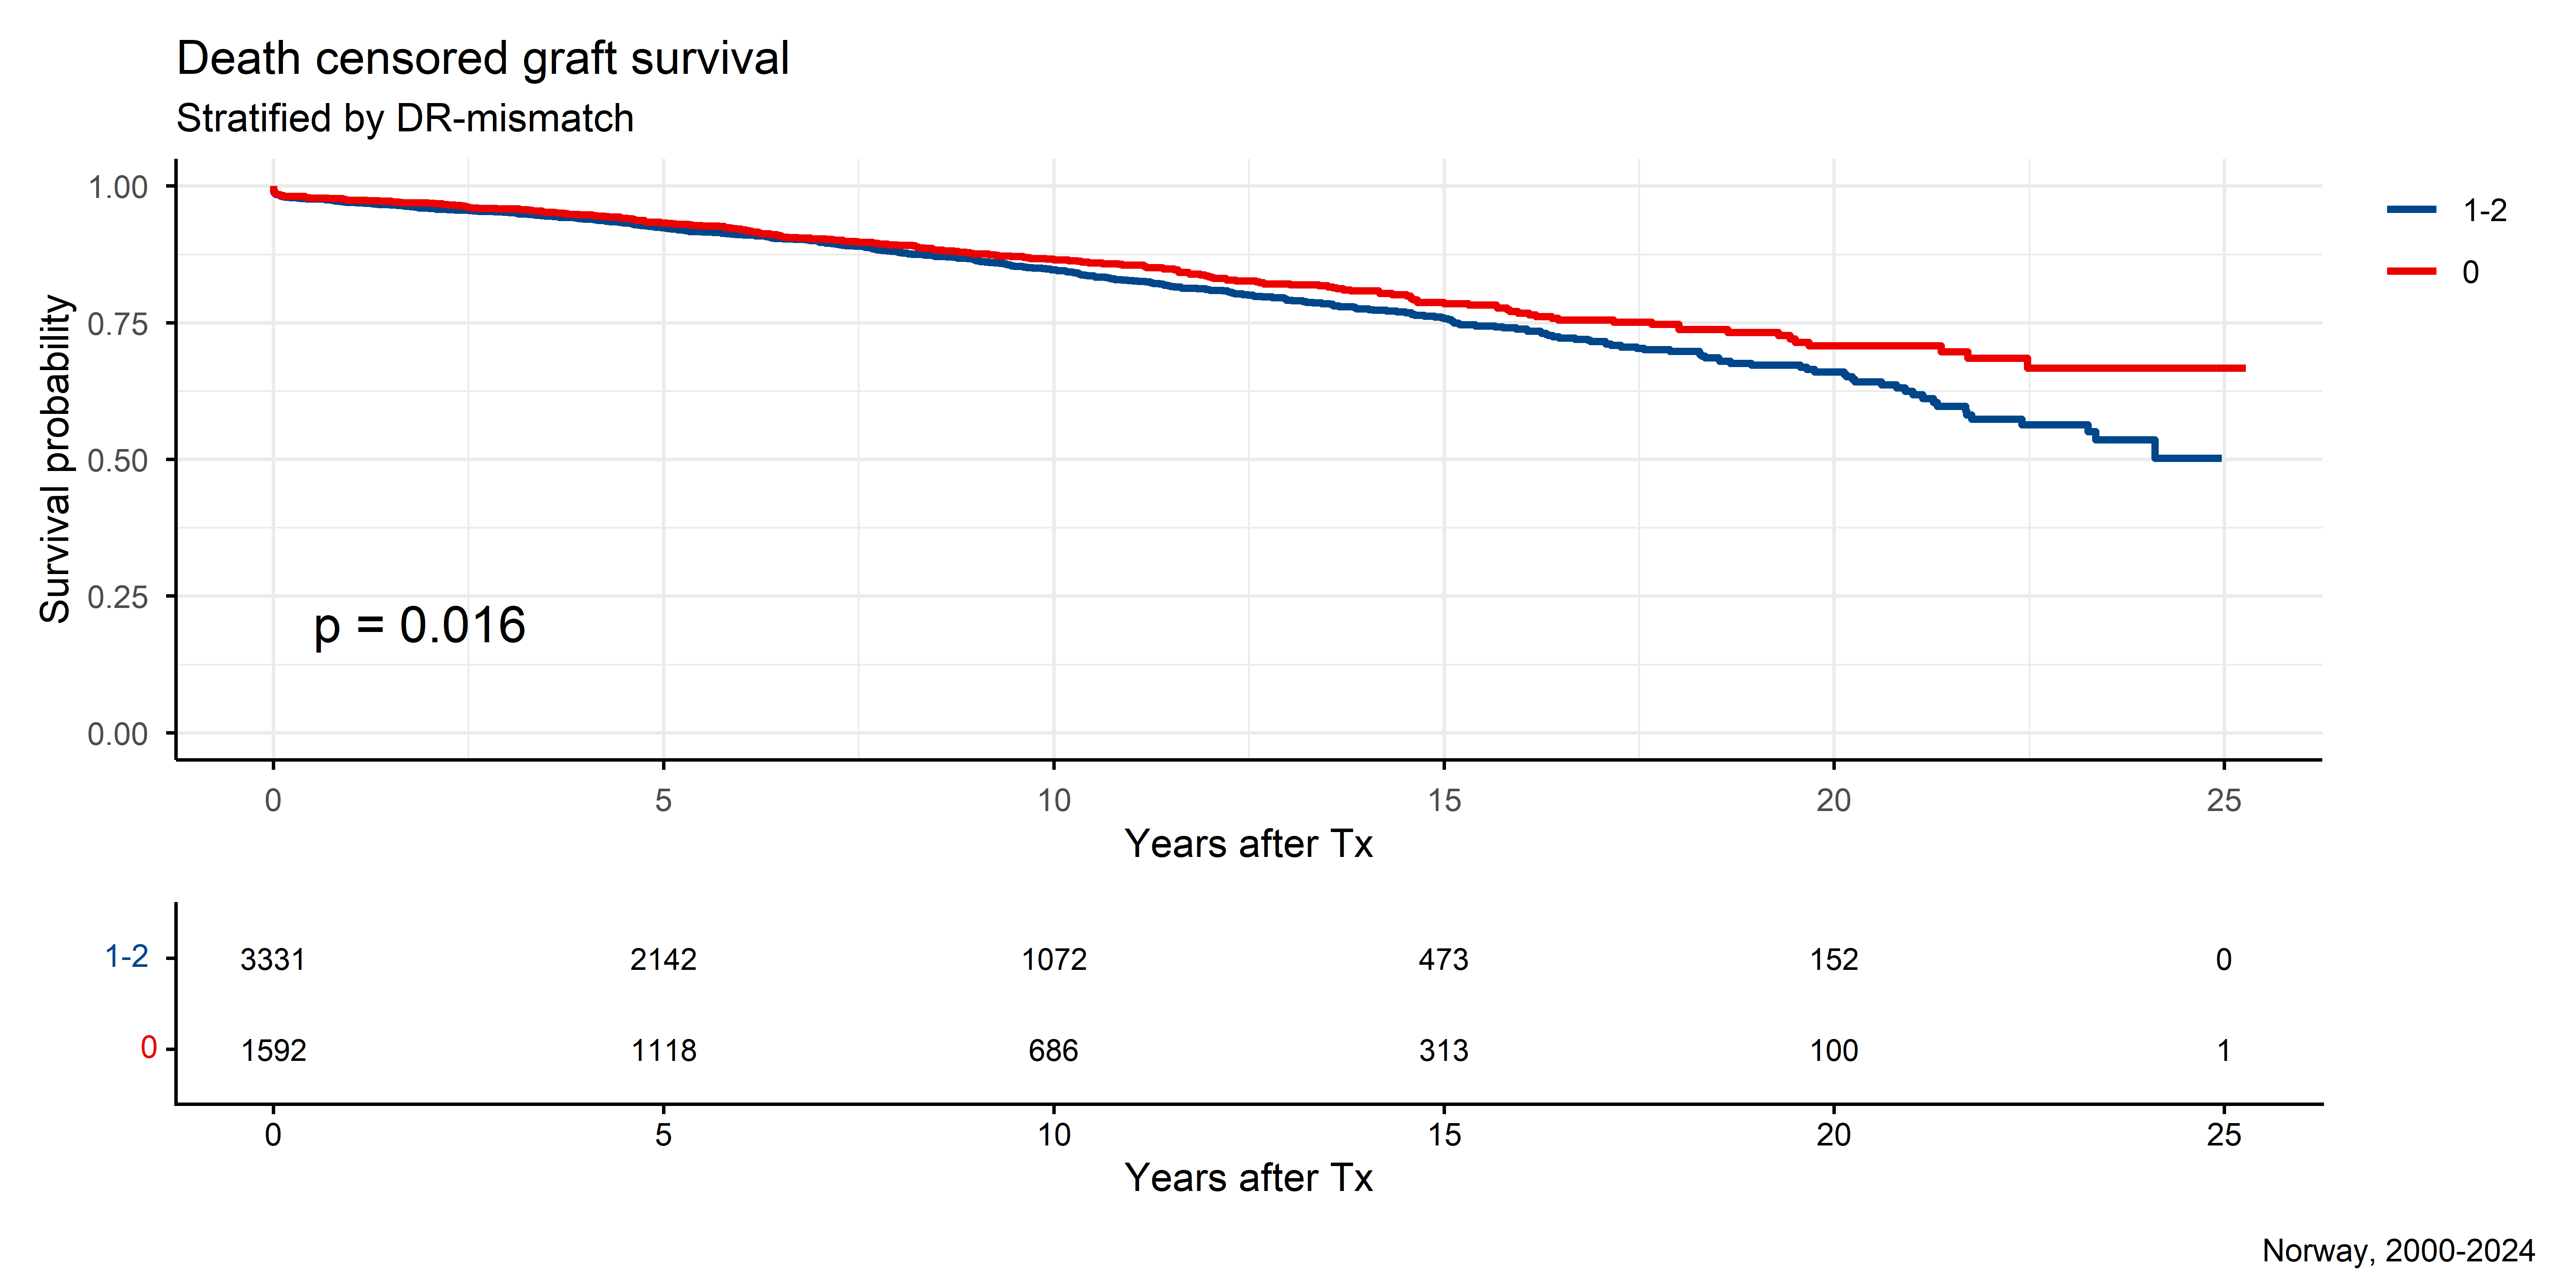 Death censored graft survival
Stratified by DR-mismatch
Survival probability
1.00
0.75
0.50
0.25
0.00
p = 0.016
1-2
0
0 5 10 15 20 25
Years after Tx
1-2 3331 2142 1072 473 152 0
0 1592 1118 686 313 100 1
0 5 10 15 20 25
Years after Tx
Norway, 2000-2024